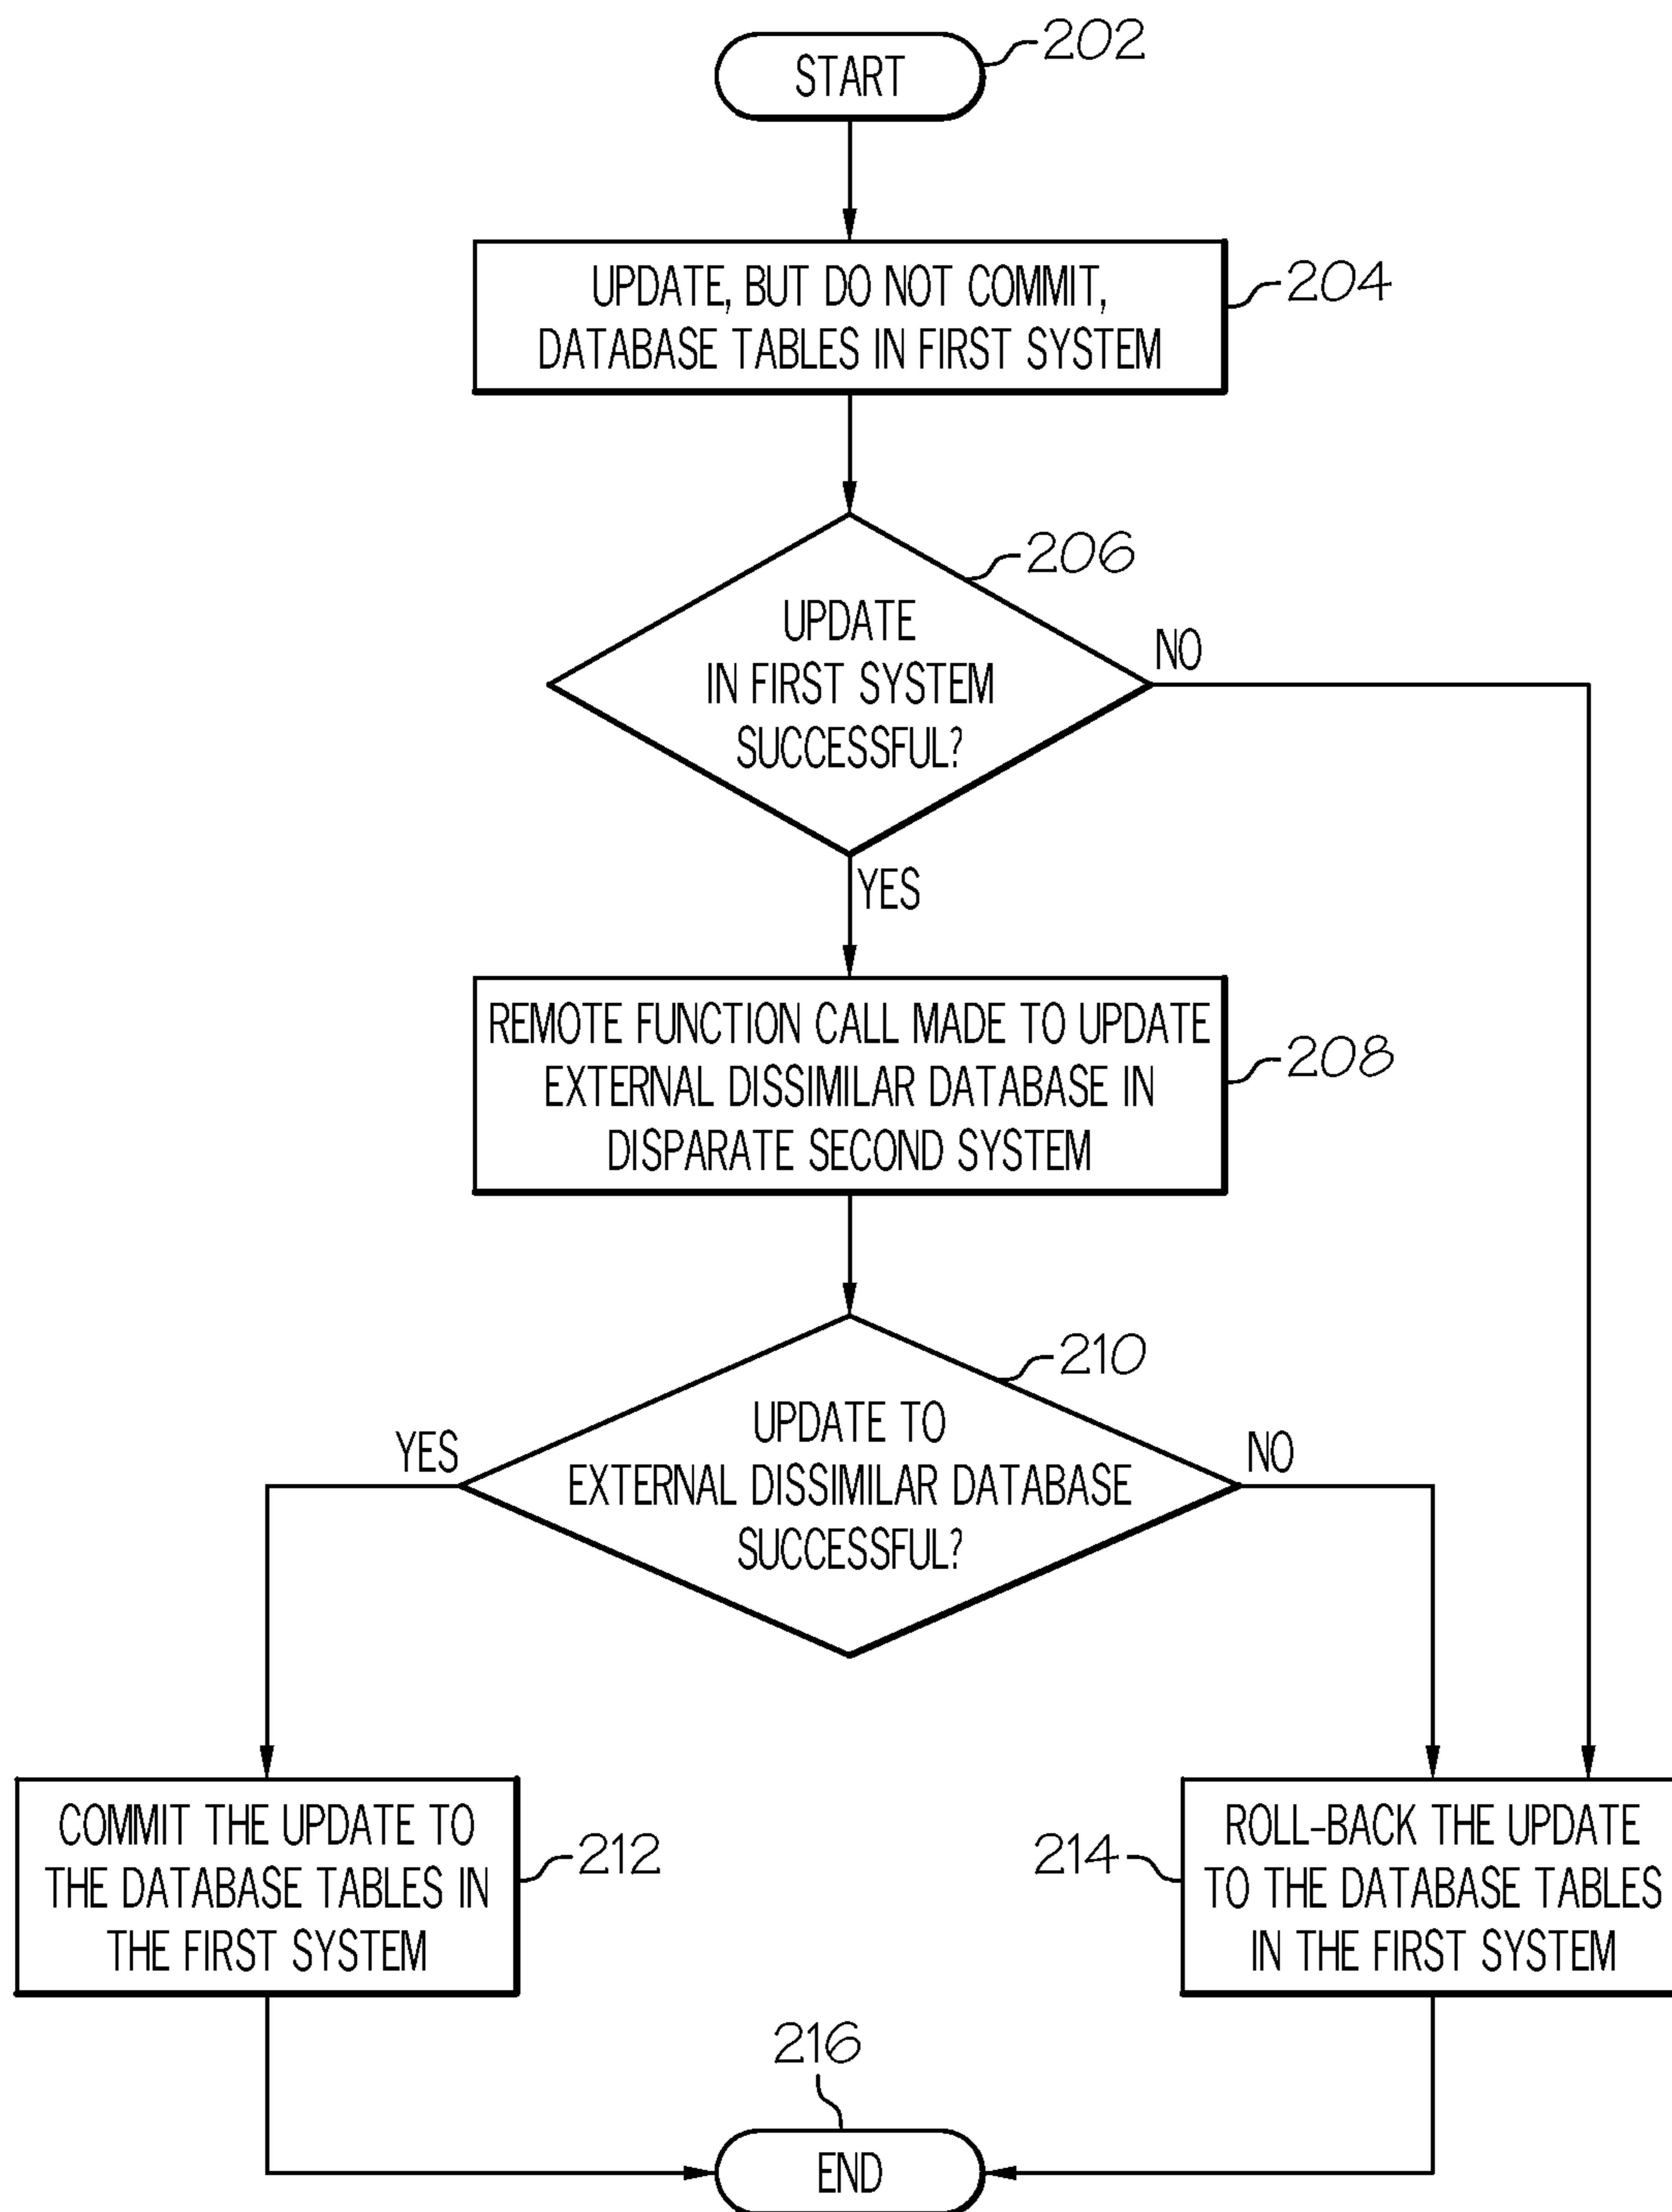 START
202
UPDATE, BUT DO NOT COMMIT,
DATABASE TABLES IN FIRST SYSTEM
204
206
UPDATE
IN FIRST SYSTEM
SUCCESSFUL?
NO
YES
REMOTE FUNCTION CALL MADE TO UPDATE
EXTERNAL DISSIMILAR DATABASE IN
DISPARATE SECOND SYSTEM
208
210
UPDATE TO
EXTERNAL DISSIMILAR DATABASE
SUCCESSFUL?
YES
NO
COMMIT THE UPDATE TO
THE DATABASE TABLES IN
THE FIRST SYSTEM
212
214
ROLL-BACK THE UPDATE
TO THE DATABASE TABLES
IN THE FIRST SYSTEM
216
END